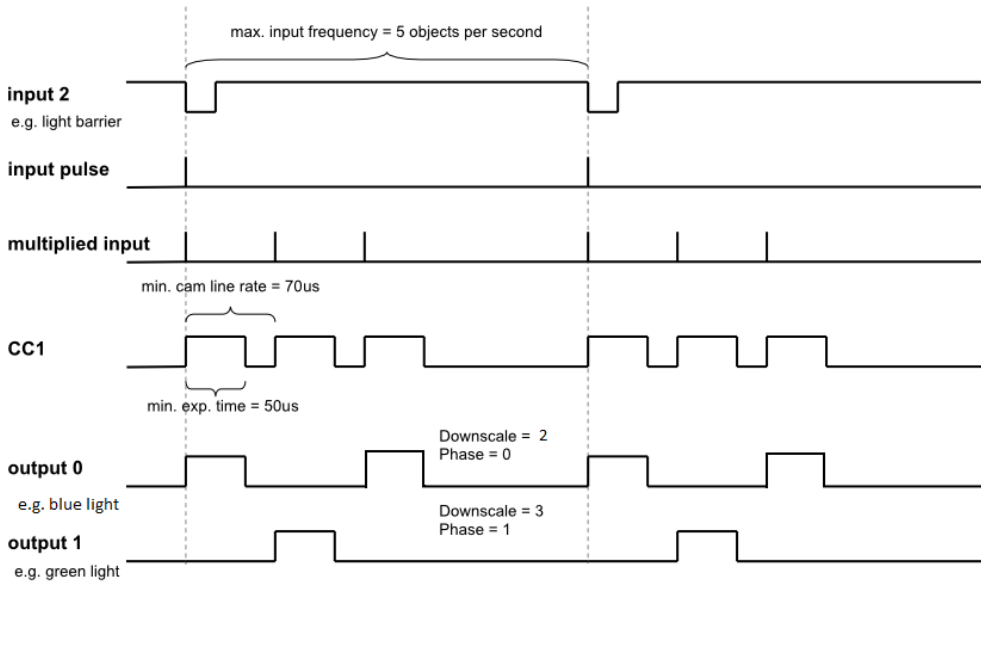 max. input frequency = 5 objects per second
input 2
e.g. light barrier
input pulse
multiplied input
min. cam line rate = 70us
CC1
min. exp. time = 50us
Downscale = 2
Phase = 0
output 0
e.g. blue light
Downscale = 3
Phase = 1
output 1
e.g. green light